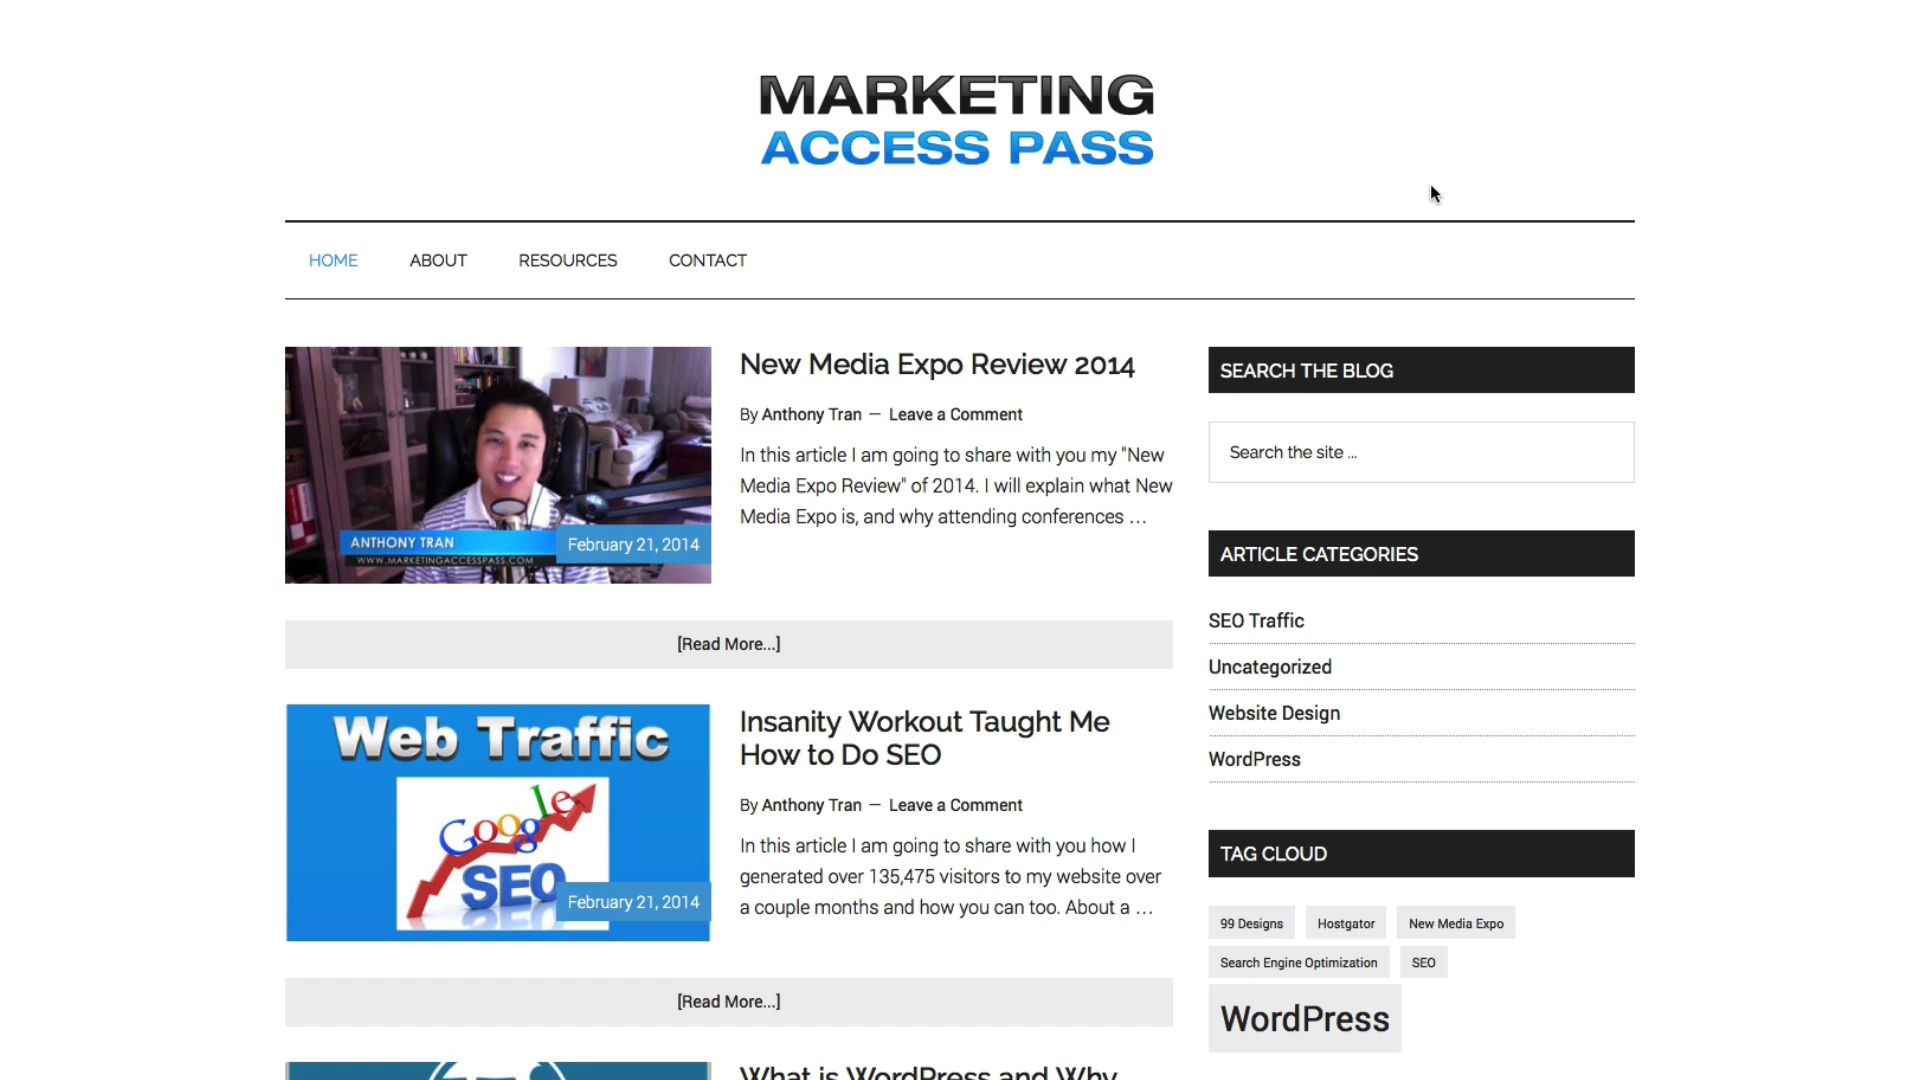 MARKETING
ACCESS PASS
HOME
ABOUT
RESOURCES
CONTACT
ANTHONY TRAN
WWW.MARKETINGACCESSPASS.COM
February 21, 2014
New Media Expo Review 2014
By Anthony Tran — Leave a Comment
In this article I am going to share with you my "New
Media Expo Review" of 2014. I will explain what New
Media Expo is, and why attending conferences …
[Read More...]
Web Traffic
Google
SEO
February 21, 2014
Insanity Workout Taught Me
How to Do SEO
By Anthony Tran — Leave a Comment
In this article I am going to share with you how I
generated over 135,475 visitors to my website over
a couple months and how you can too. About a …
[Read More...]
What is WordPress and Why
SEARCH THE BLOG
Search the site ...
ARTICLE CATEGORIES
SEO Traffic
Uncategorized
Website Design
WordPress
TAG CLOUD
99 Designs
Hostgator
New Media Expo
Search Engine Optimization
SEO
WordPress